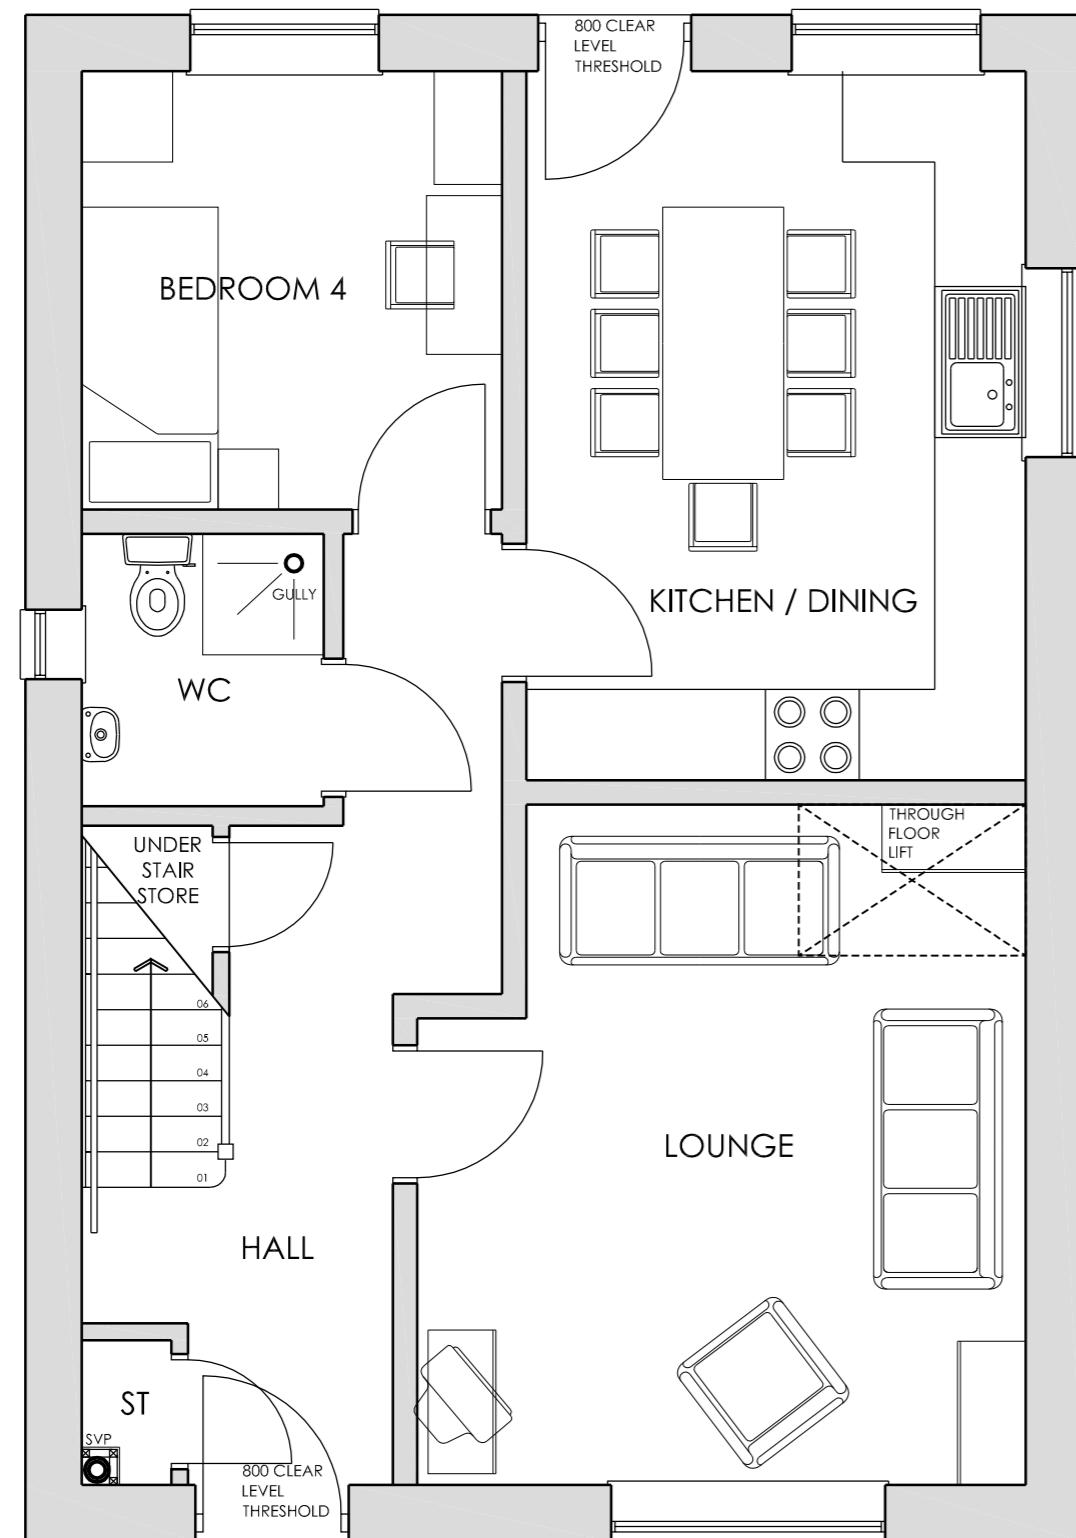 800 CLEAR
LEVEL
THRESHOLD
BEDROOM 4
GULLY
KITCHEN / DINING
WC
THROUGH
FLOOR
LIFT
UNDER
STAIR
STORE
06
05
04
03
02
01
LOUNGE
HALL
ST
SVP
800 CLEAR
LEVEL
THRESHOLD